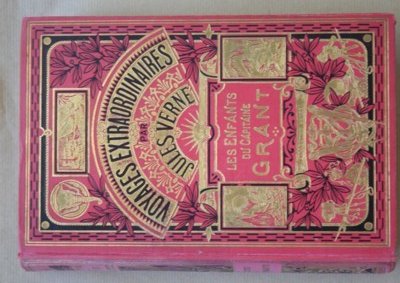 VOYAGES EXTRAORDINAIRES
PAR
JULES VERNE
LES ENFANTS
DU CAPITAINE
GRANT